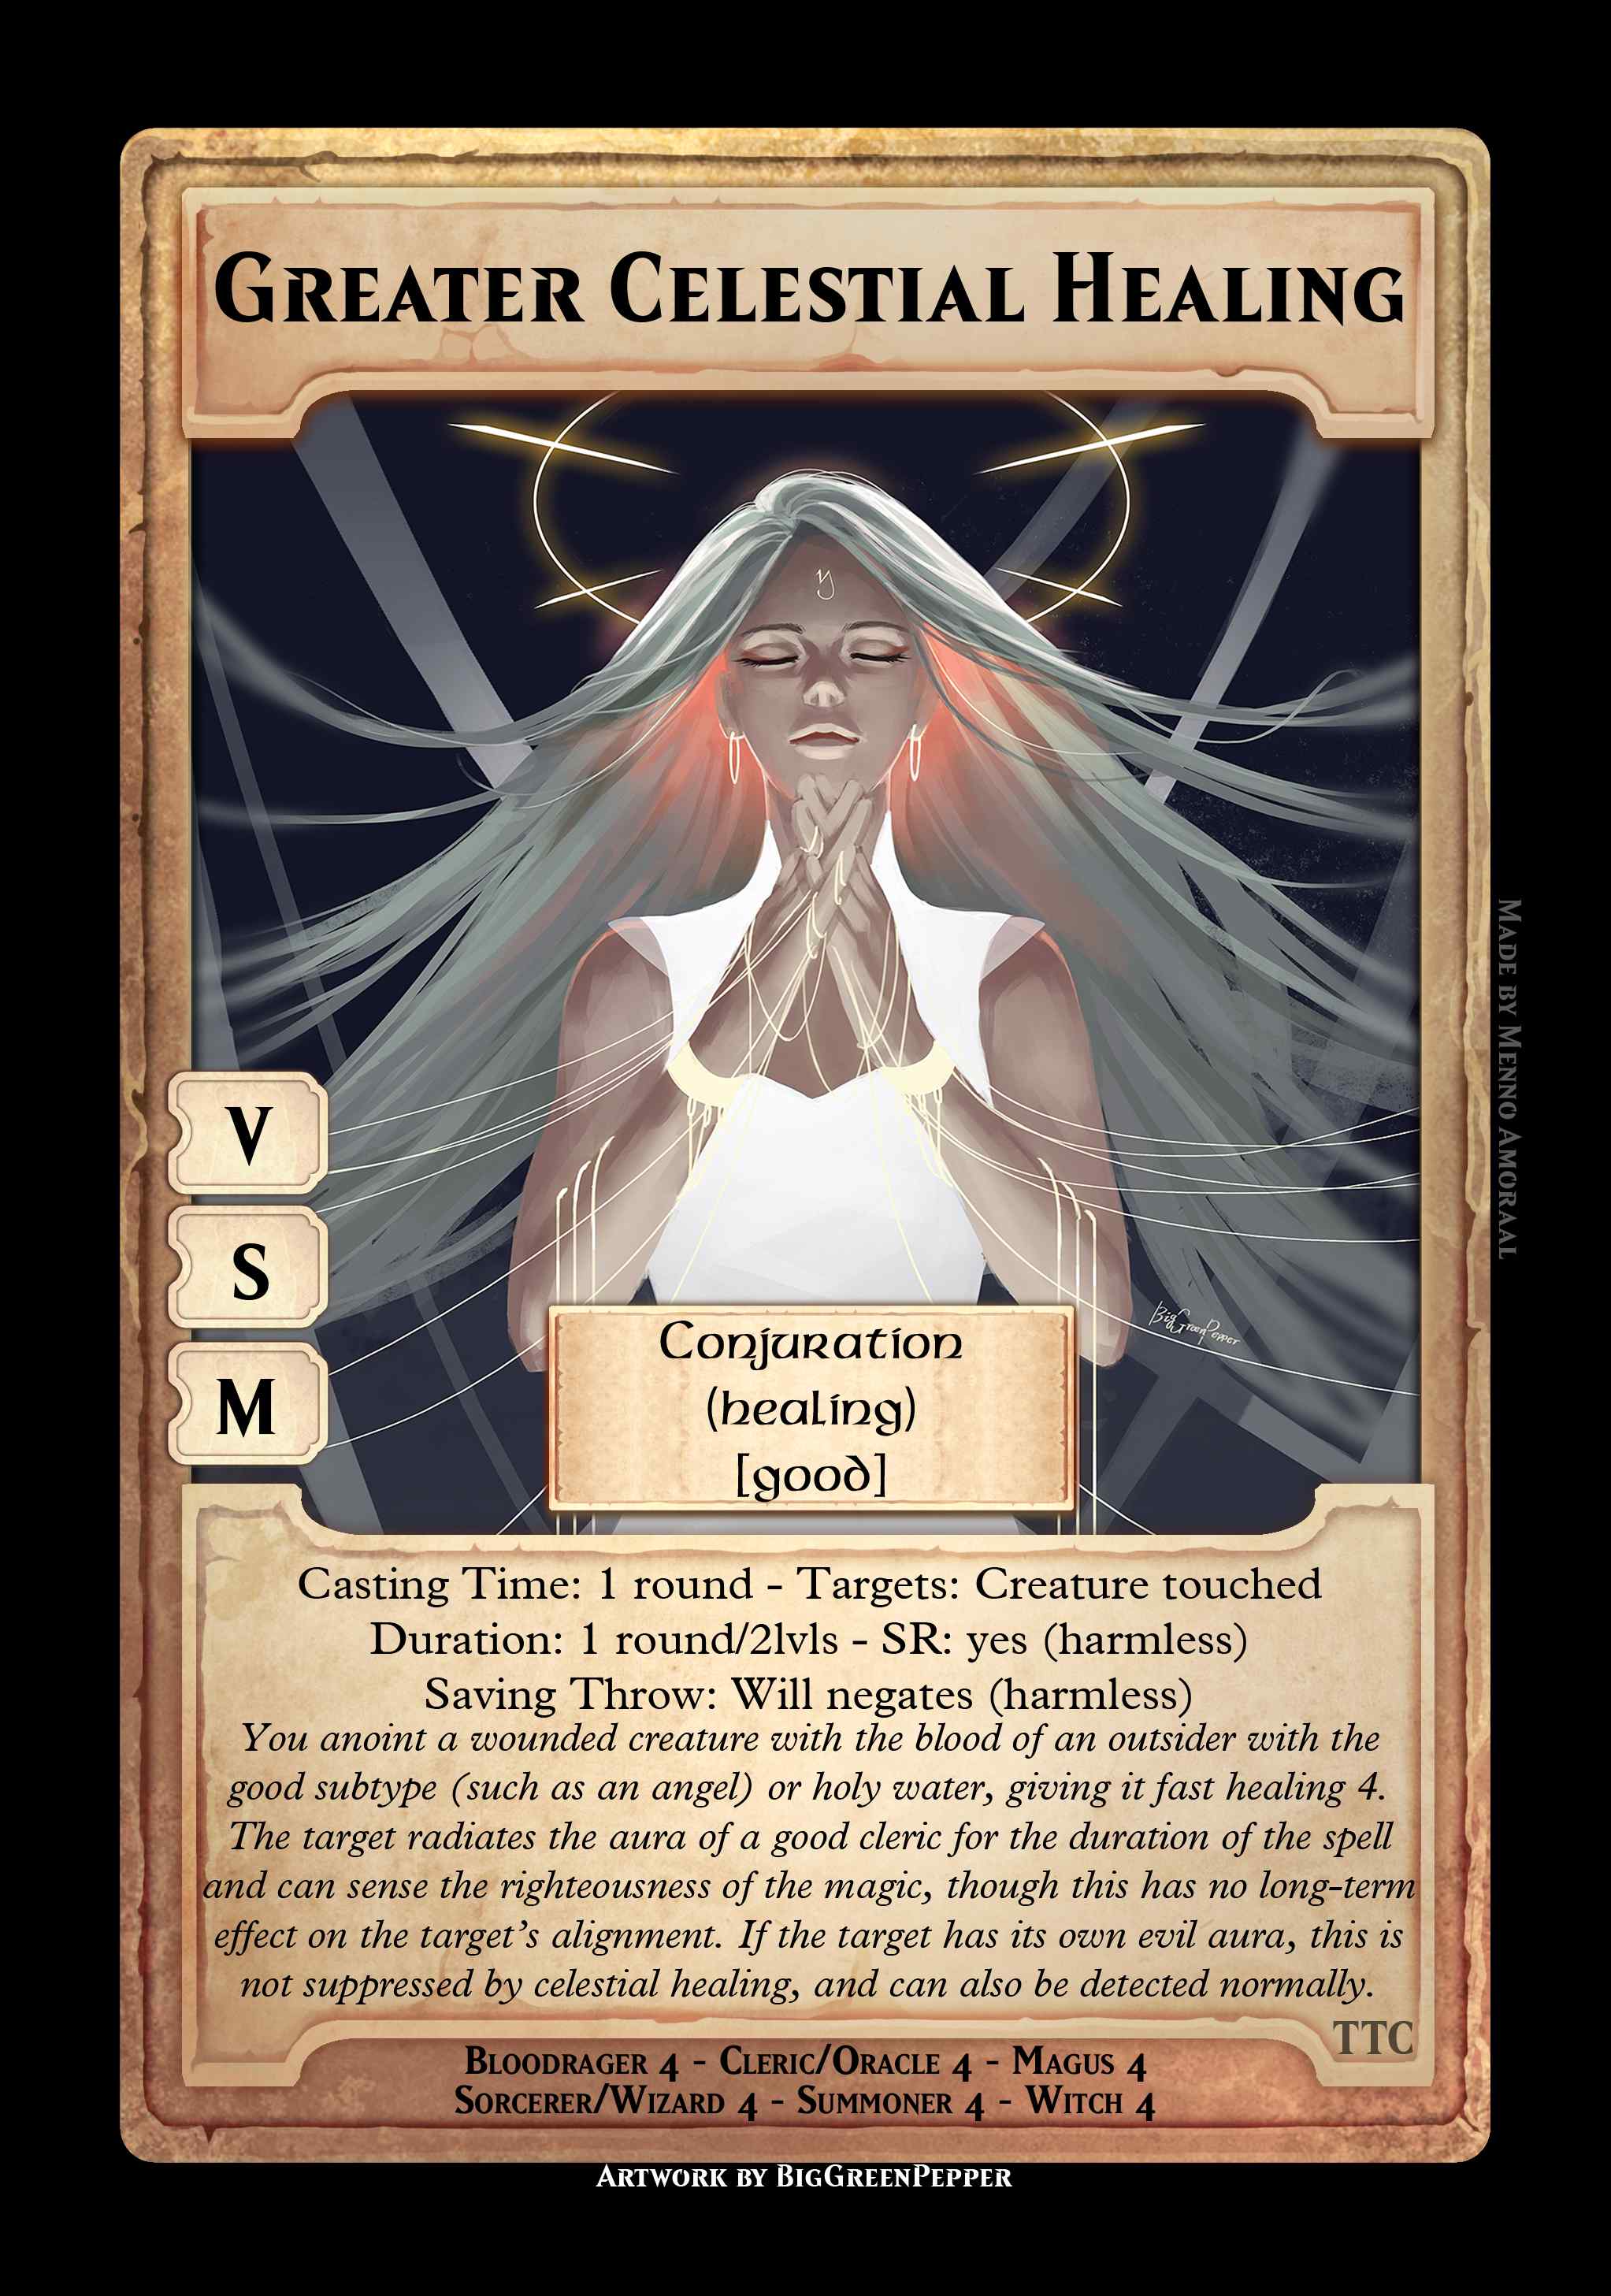 Greater Celestial Healing
V
S
M
BigGreenPepper
Conjuration
(healing)
[good]
Casting Time: 1 round - Targets: Creature touched
Duration: 1 round/2lvls - SR: yes (harmless)
Saving Throw: Will negates (harmless)
You anoint a wounded creature with the blood of an outsider with the
good subtype (such as an angel) or holy water, giving it fast healing 4.
The target radiates the aura of a good cleric for the duration of the spell
and can sense the righteousness of the magic, though this has no long-term
effect on the target’s alignment. If the target has its own evil aura, this is
not suppressed by celestial healing, and can also be detected normally.
TTC
Bloodrager 4 - Cleric/Oracle 4 - Magus 4
Sorcerer/Wizard 4 - Summoner 4 - Witch 4
Artwork by BigGreenPepper
Made by Menno Amoraal